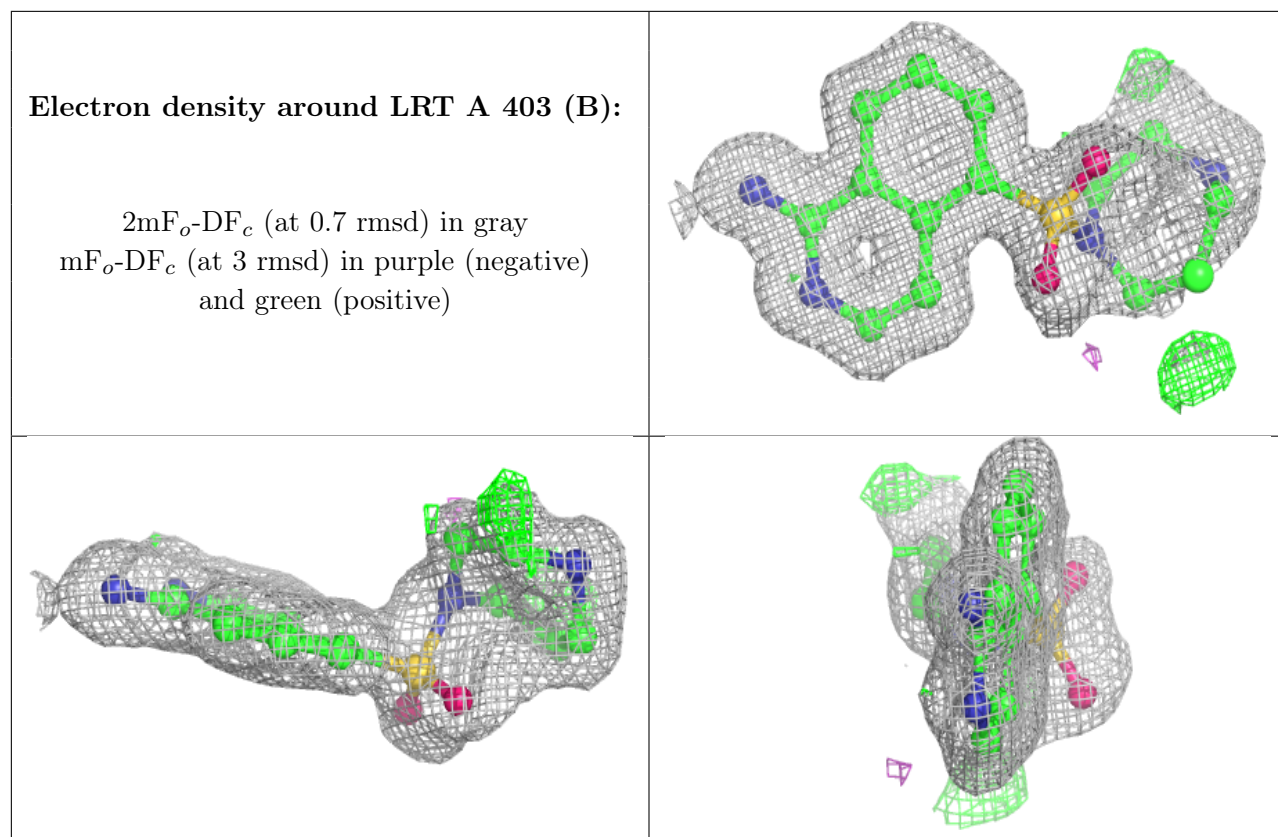 Electron density around LRT A 403 (B):
2mFo-DFc (at 0.7 rmsd) in gray
mFo-DFc (at 3 rmsd) in purple (negative)
and green (positive)